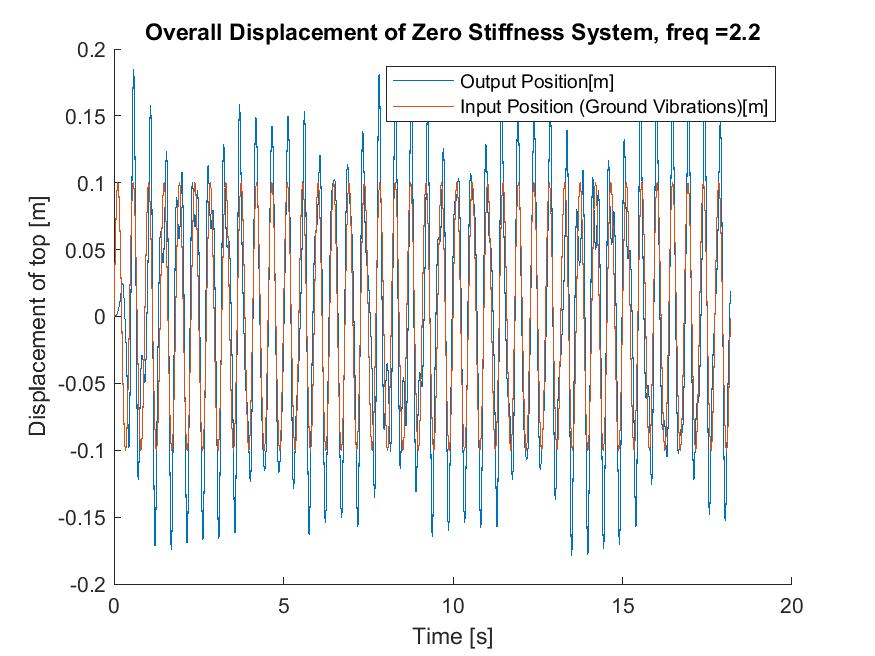 Overall Displacement of Zero Stiffness System, freq =2.2
0.2
0.15
0.1
0.05
0
-0.05
-0.1
-0.15
-0.2
Displacement of top [m]
Output Position[m]
Input Position (Ground Vibrations)[m]
0 5 10 15 20
Time [s]